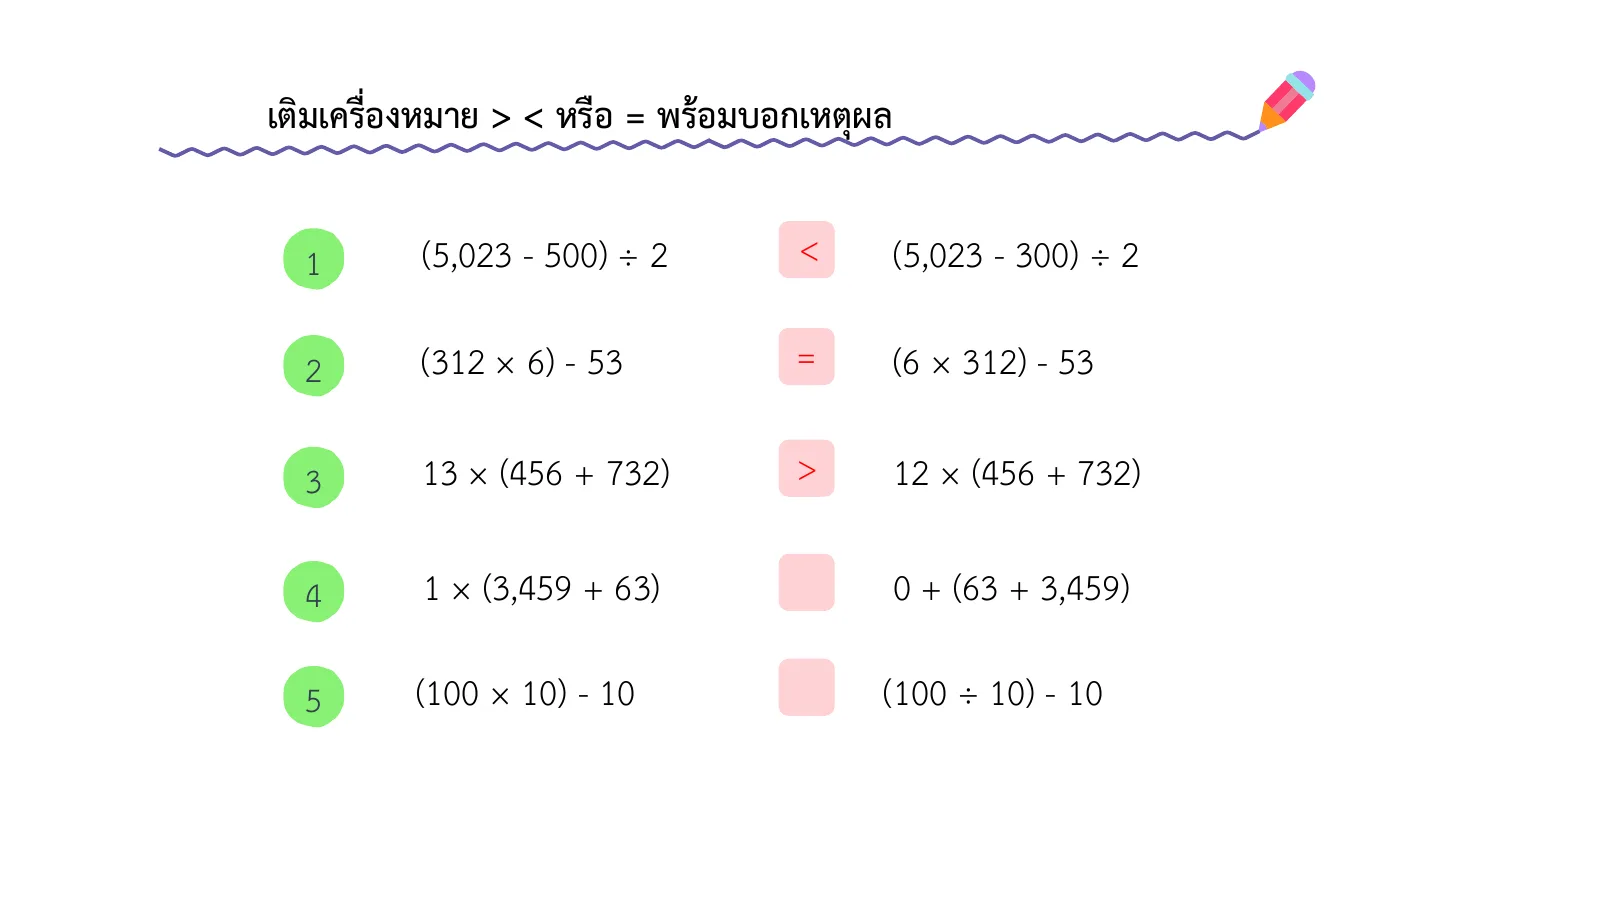 เติมเครื่องหมาย > < หรือ = พร้อมบอกเหตุผล
1 (5,023 - 500) ÷ 2 < (5,023 - 300) ÷ 2
2 (312 × 6) - 53 = (6 × 312) - 53
3 13 × (456 + 732) > 12 × (456 + 732)
4 1 × (3,459 + 63) 0 + (63 + 3,459)
5 (100 × 10) - 10 (100 ÷ 10) - 10